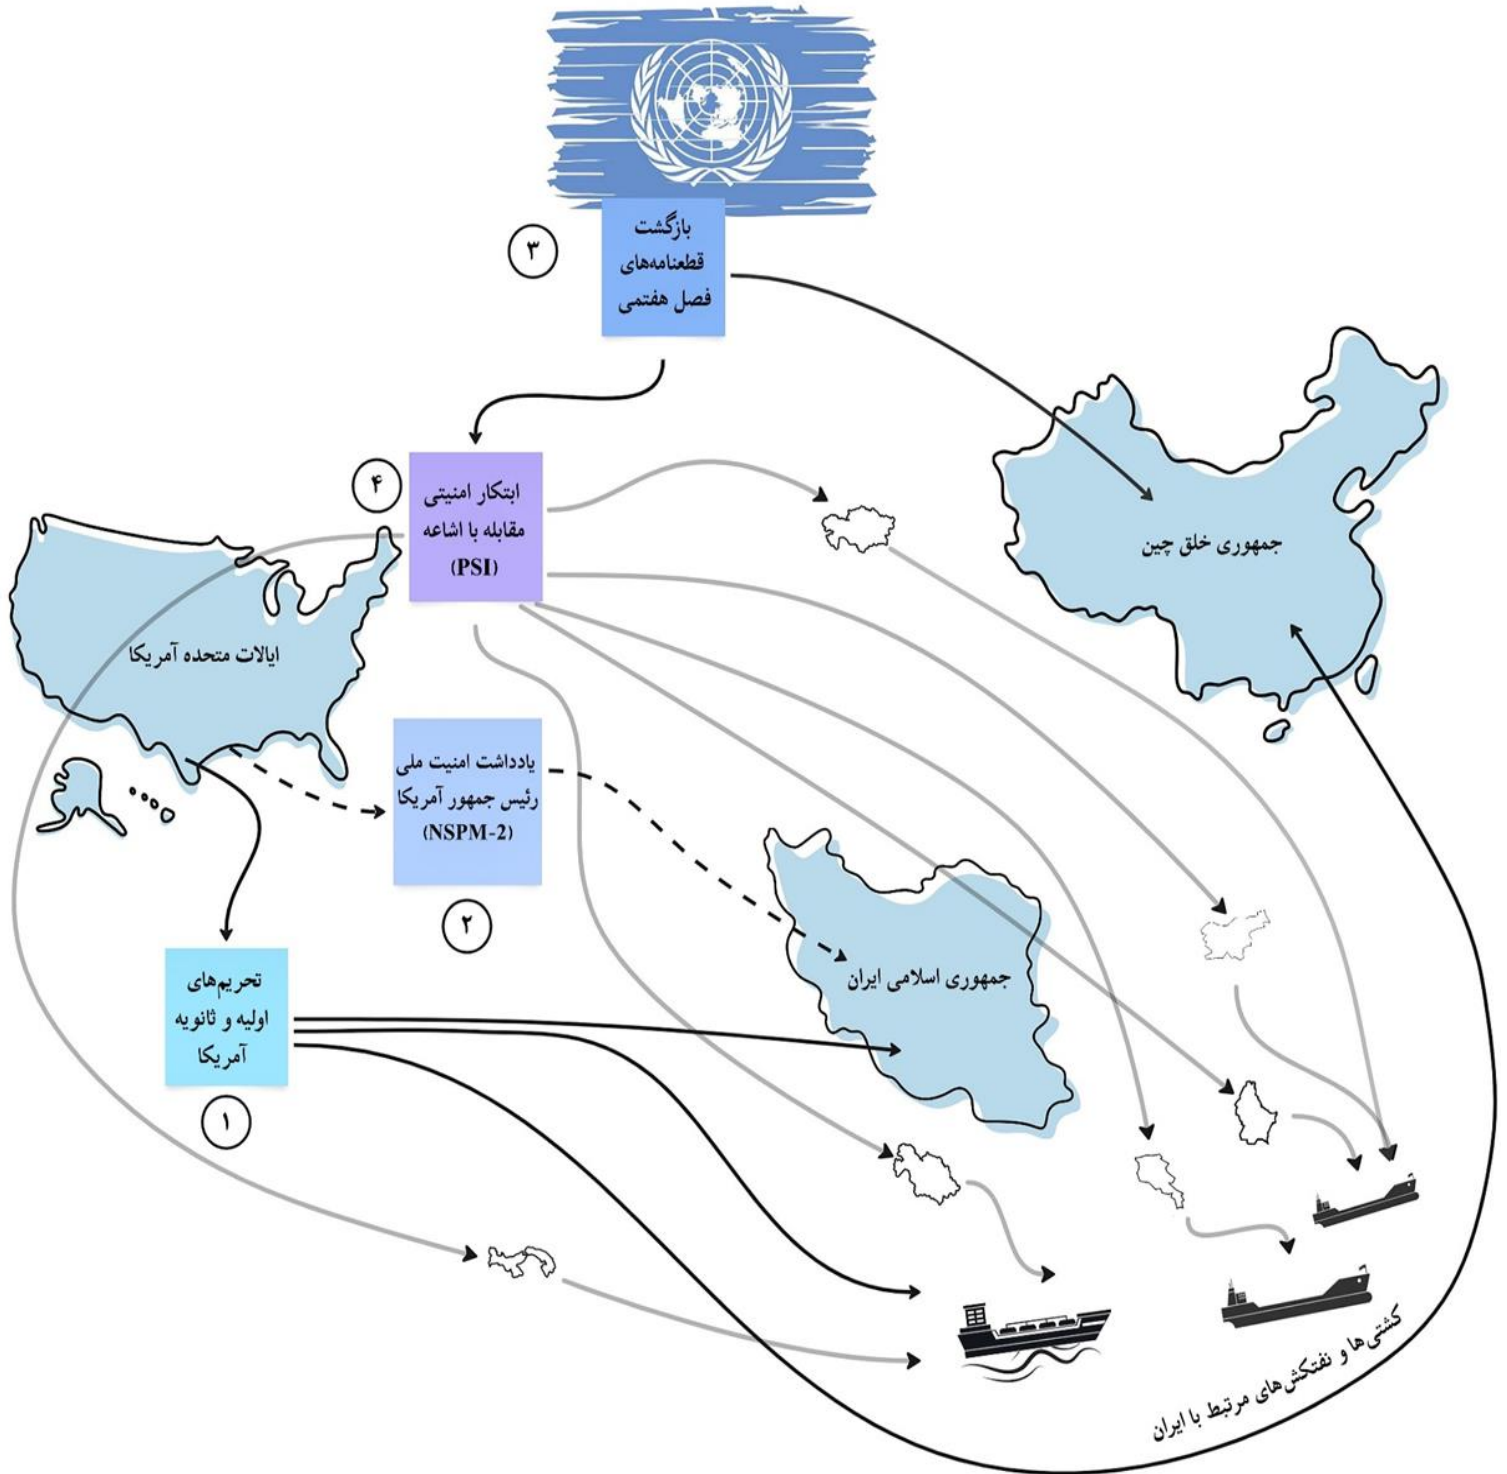 ۳
بازگشت
قطعنامه‌های
فصل هفتمی
۴
ابتکار امنیتی
مقابله با اشاعه
(PSI)
جمهوری خلق چین
ایالات متحده آمریکا
یادداشت امنیت ملی
رئیس جمهور آمریکا
(NSPM-2)
۲
جمهوری اسلامی ایران
تحریم‌های
اولیه و ثانویه
آمریکا
۱
کشتی‌ها و نفتکش‌های مرتبط با ایران